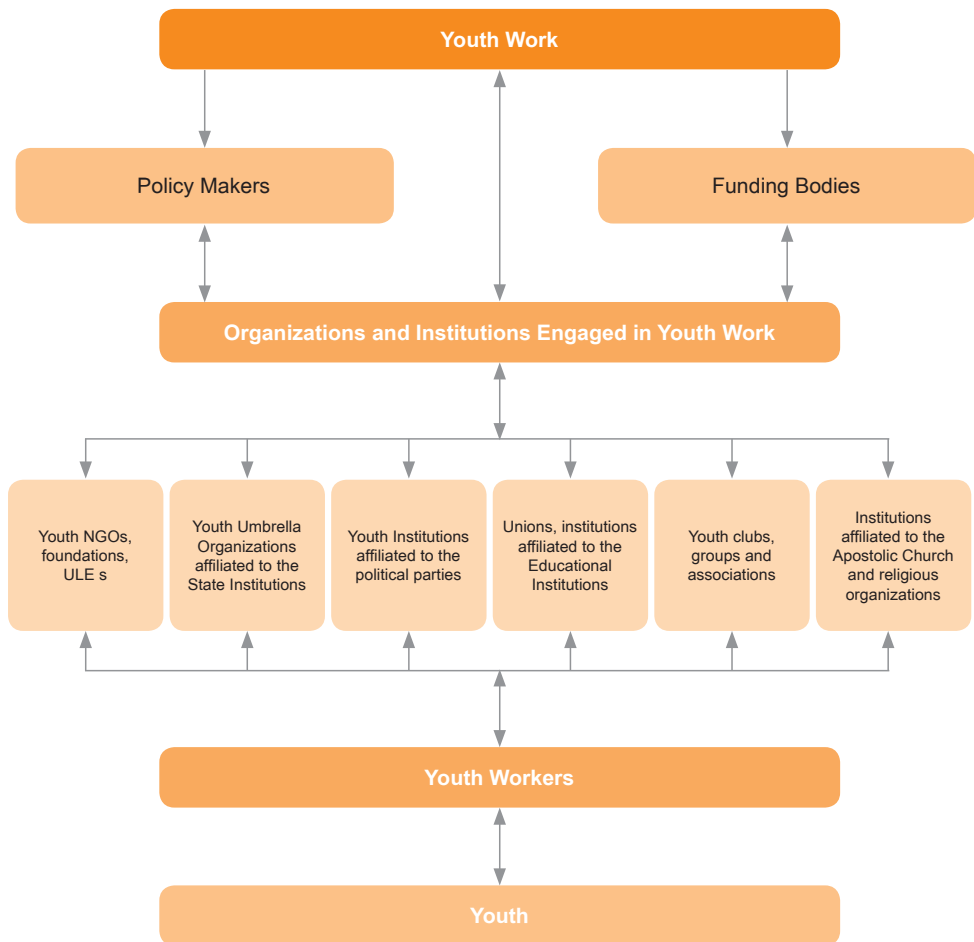 Youth Work
Policy Makers
Funding Bodies
Organizations and Institutions Engaged in Youth Work
Youth NGOs,
foundations,
ULE s
Youth Umbrella
Organizations
affiliated to the
State Institutions
Youth Institutions
affiliated to the
political parties
Unions, institutions
affiliated to the
Educational
Institutions
Youth clubs,
groups and
associations
Institutions
affiliated to the
Apostolic Church
and religious
organizations
Youth Workers
Youth